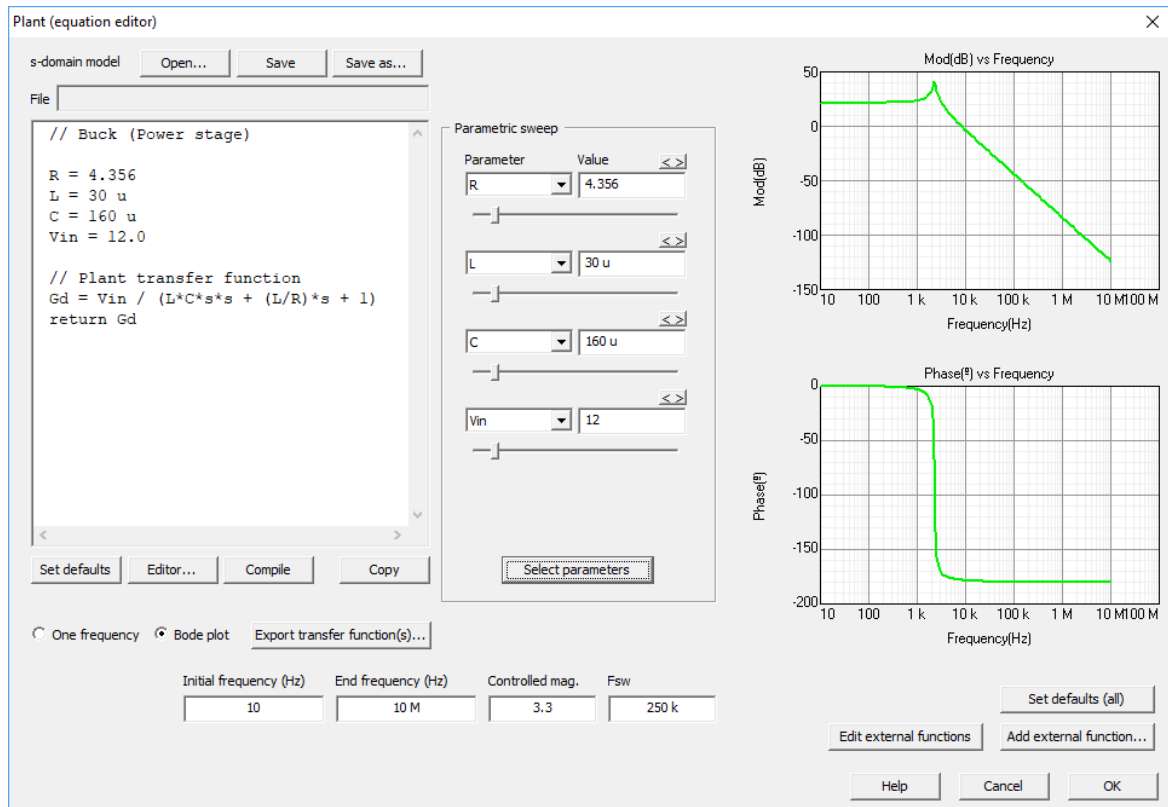 Plant (equation editor)
s-domain model
Open...
Save
Save as...
File
// Buck (Power stage)
R = 4.356
L = 30 u
C = 160 u
Vin = 12.0
// Plant transfer function
Gd = Vin / (L*C*s*s + (L/R)*s + 1)
return Gd
Set defaults
Editor...
Compile
Copy
Parametric sweep
Parameter
Value
< >
R
4.356
< >
L
30 u
< >
C
160 u
< >
Vin
12
Select parameters
One frequency
Bode plot
Export transfer function(s)...
Initial frequency (Hz)
End frequency (Hz)
Controlled mag.
Fsw
10
10 M
3.3
250 k
Mod(dB) vs Frequency
Mod(dB)
50
0
-50
-100
-150
10 100 1 k 10 k 100 k 1 M 10 M 100 M
Frequency(Hz)
Phase(º) vs Frequency
Phase(º)
0
-50
-100
-150
-200
10 100 1 k 10 k 100 k 1 M 10 M 100 M
Frequency(Hz)
Set defaults (all)
Edit external functions
Add external function...
Help
Cancel
OK